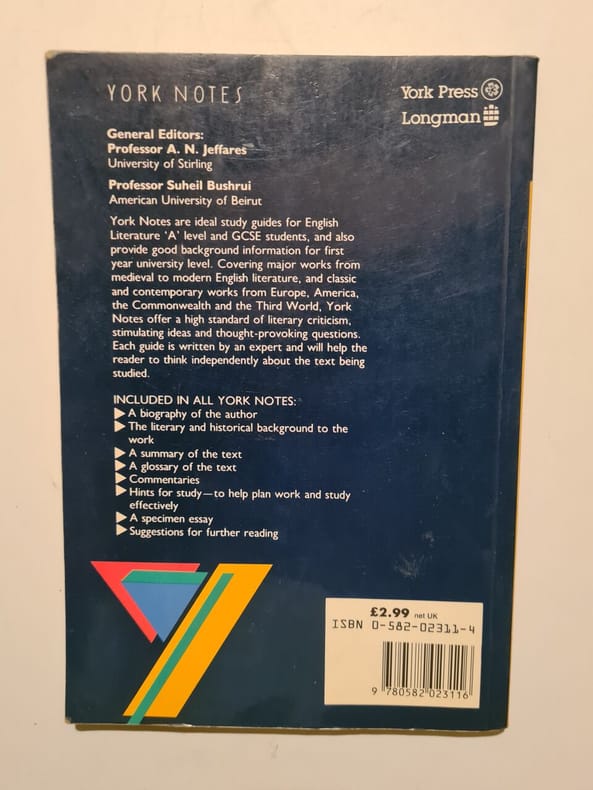 YORK NOTES
York Press
Longman
General Editors:
Professor A. N. Jeffares
University of Stirling
Professor Suheil Bushrui
American University of Beirut
York Notes are ideal study guides for English
Literature 'A' level and GCSE students, and also
provide good background information for first
year university level. Covering major works from
medieval to modern English literature, and classic
and contemporary works from Europe, America,
the Commonwealth and the Third World, York
Notes offer a high standard of literary criticism,
stimulating ideas and thought-provoking questions.
Each guide is written by an expert and will help the
reader to think independently about the text being
studied.
INCLUDED IN ALL YORK NOTES:
A biography of the author
The literary and historical background to the
work
A summary of the text
A glossary of the text
Commentaries
Hints for study—to help plan work and study
effectively
A specimen essay
Suggestions for further reading
£2.99 net UK
ISBN 0-582-02311-4
9 780582 023116